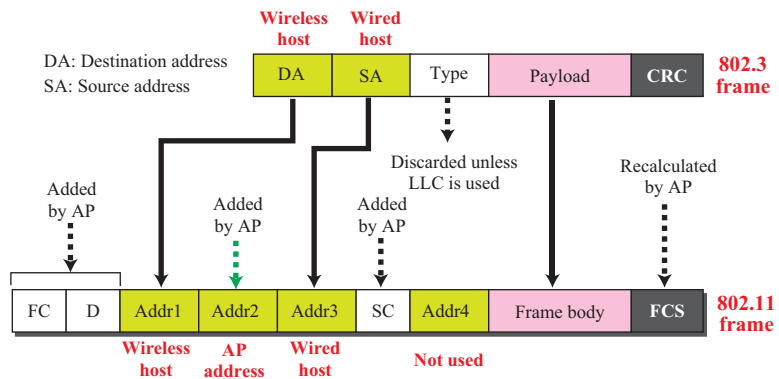 Wireless host
Wired host
DA: Destination address
SA: Source address
DA SA Type Payload CRC
802.3 frame
Discarded unless LLC is used
Recalculated by AP
Added by AP
Added by AP
Added by AP
FC D Addr1 Addr2 Addr3 SC Addr4 Frame body FCS
802.11 frame
Wireless host
AP address
Wired host
Not used